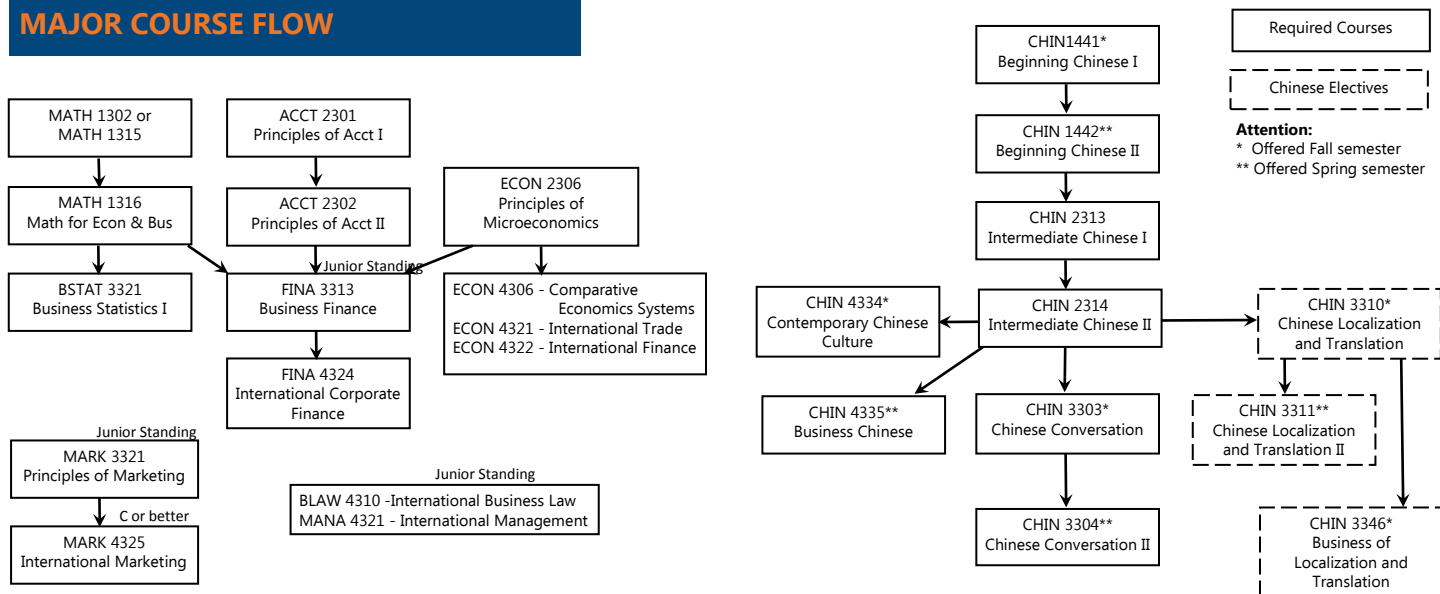 MAJOR COURSE FLOW
MATH 1302 or
MATH 1315
MATH 1316
Math for Econ & Bus
BSTAT 3321
Business Statistics I
ACCT 2301
Principles of Acct I
ACCT 2302
Principles of Acct II
Junior Standing
FINA 3313
Business Finance
FINA 4324
International Corporate
Finance
ECON 2306
Principles of
Microeconomics
ECON 4306 - Comparative
Economics Systems
ECON 4321 - International Trade
ECON 4322 - International Finance
Junior Standing
MARK 3321
Principles of Marketing
C or better
MARK 4325
International Marketing
Junior Standing
BLAW 4310 -International Business Law
MANA 4321 - International Management
CHIN1441*
Beginning Chinese I
CHIN 1442**
Beginning Chinese II
CHIN 2313
Intermediate Chinese I
CHIN 2314
Intermediate Chinese II
CHIN 4334*
Contemporary Chinese
Culture
CHIN 4335**
Business Chinese
CHIN 3303*
Chinese Conversation
CHIN 3304**
Chinese Conversation II
CHIN 3310*
Chinese Localization
and Translation
CHIN 3311**
Chinese Localization
and Translation II
CHIN 3346*
Business of
Localization and
Translation
Required Courses
Chinese Electives
Attention:
* Offered Fall semester
** Offered Spring semester